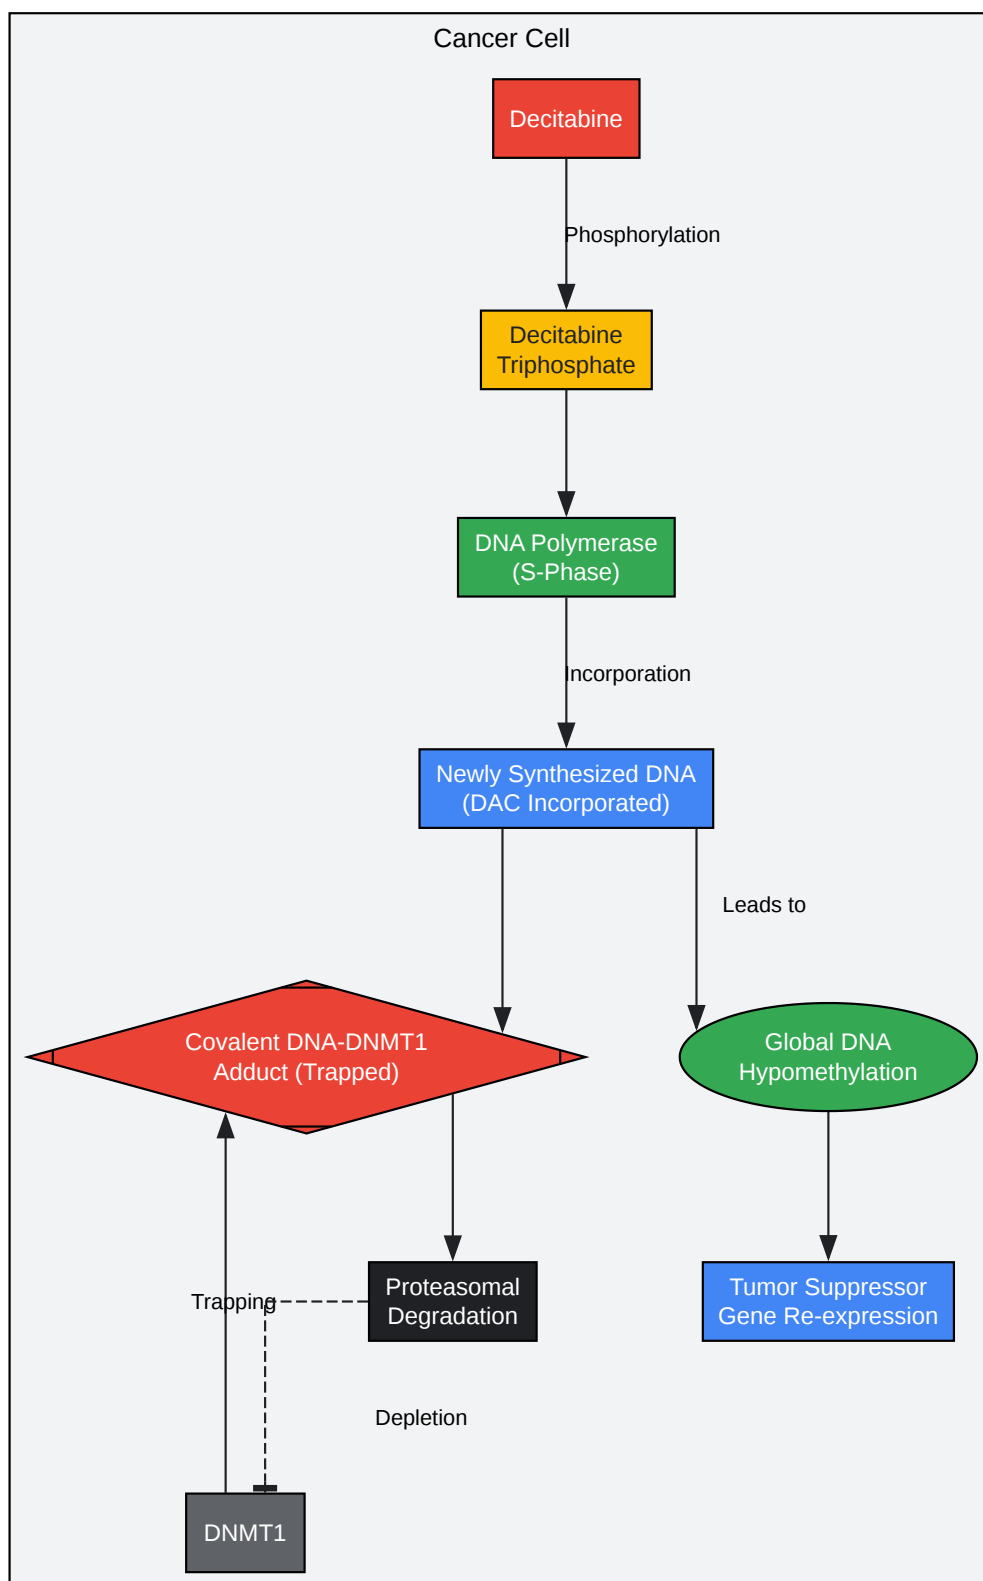 Cancer Cell
Decitabine
Phosphorylation
Decitabine
Triphosphate
DNA Polymerase
(S-Phase)
Incorporation
Newly Synthesized DNA
(DAC Incorporated)
Leads to
Covalent DNA-DNMT1
Adduct (Trapped)
Global DNA
Hypomethylation
Trapping
Proteasomal
Degradation
Tumor Suppressor
Gene Re-expression
Depletion
DNMT1